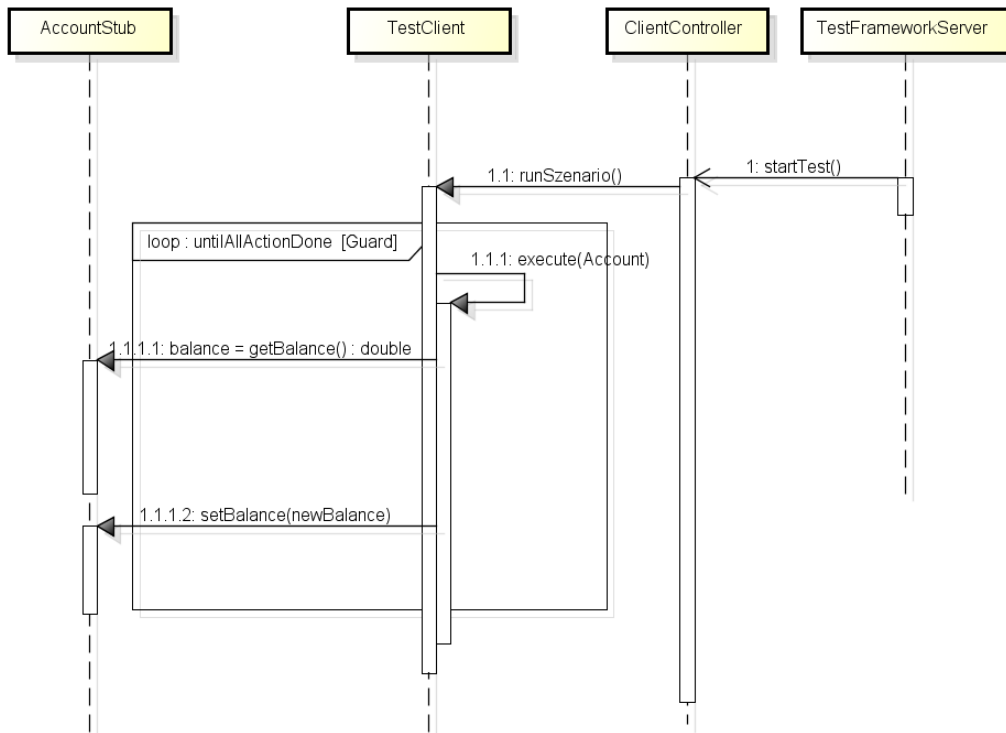 AccountStub
TestClient
ClientController
TestFrameworkServer
1: startTest()
1.1: runSzenario()
loop : untilAllActionDone [Guard]
1.1.1: execute(Account)
1.1.1.1: balance = getBalance() : double
1.1.1.2: setBalance(newBalance)